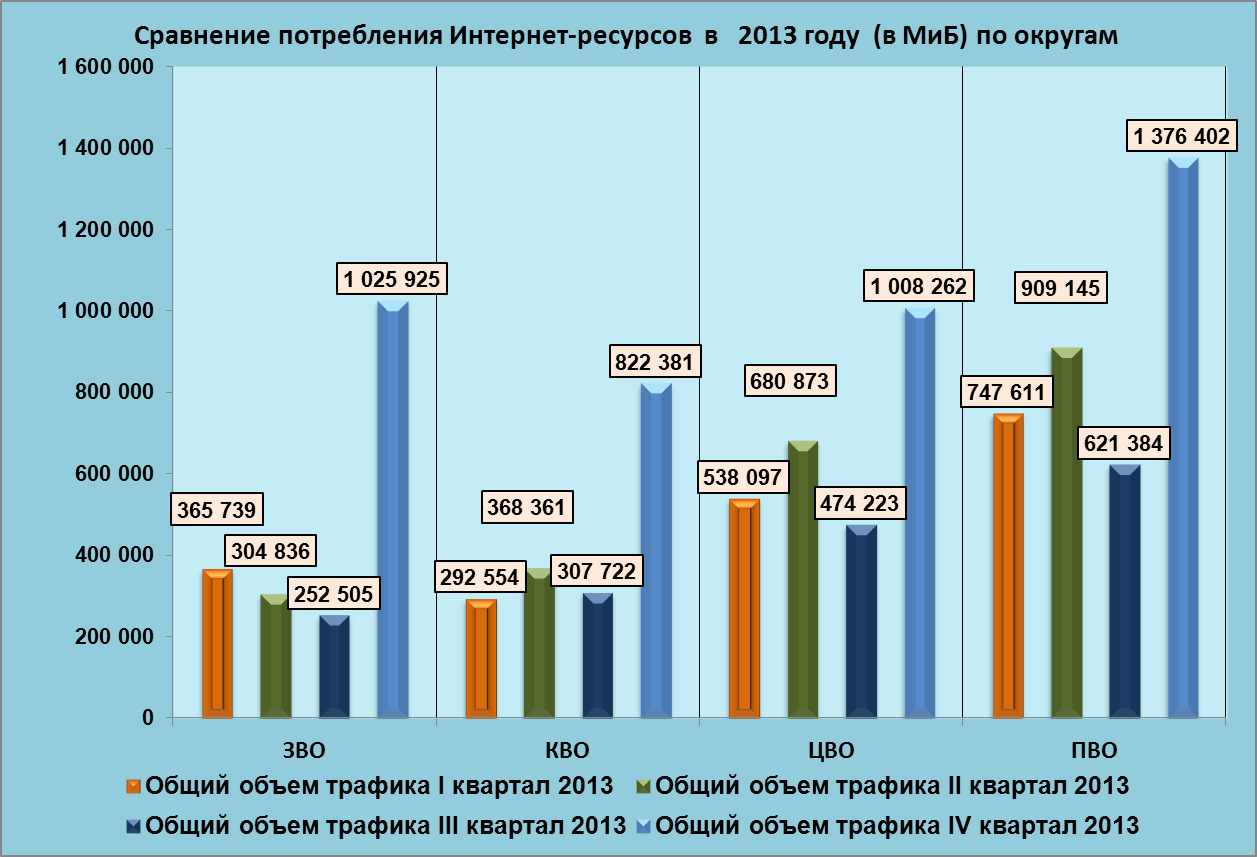 Сравнение потребления Интернет-ресурсов в 2013 году (в МиБ) по округам
1 600 000
1 400 000
1 200 000
1 000 000
800 000
600 000
400 000
200 000
0
365 739
304 836
252 505
1 025 925
292 554
368 361
307 722
822 381
538 097
680 873
474 223
1 008 262
747 611
909 145
621 384
1 376 402
ЗВО
КВО
ЦВО
ПВО
Общий объем трафика I квартал 2013
Общий объем трафика II квартал 2013
Общий объем трафика III квартал 2013
Общий объем трафика IV квартал 2013